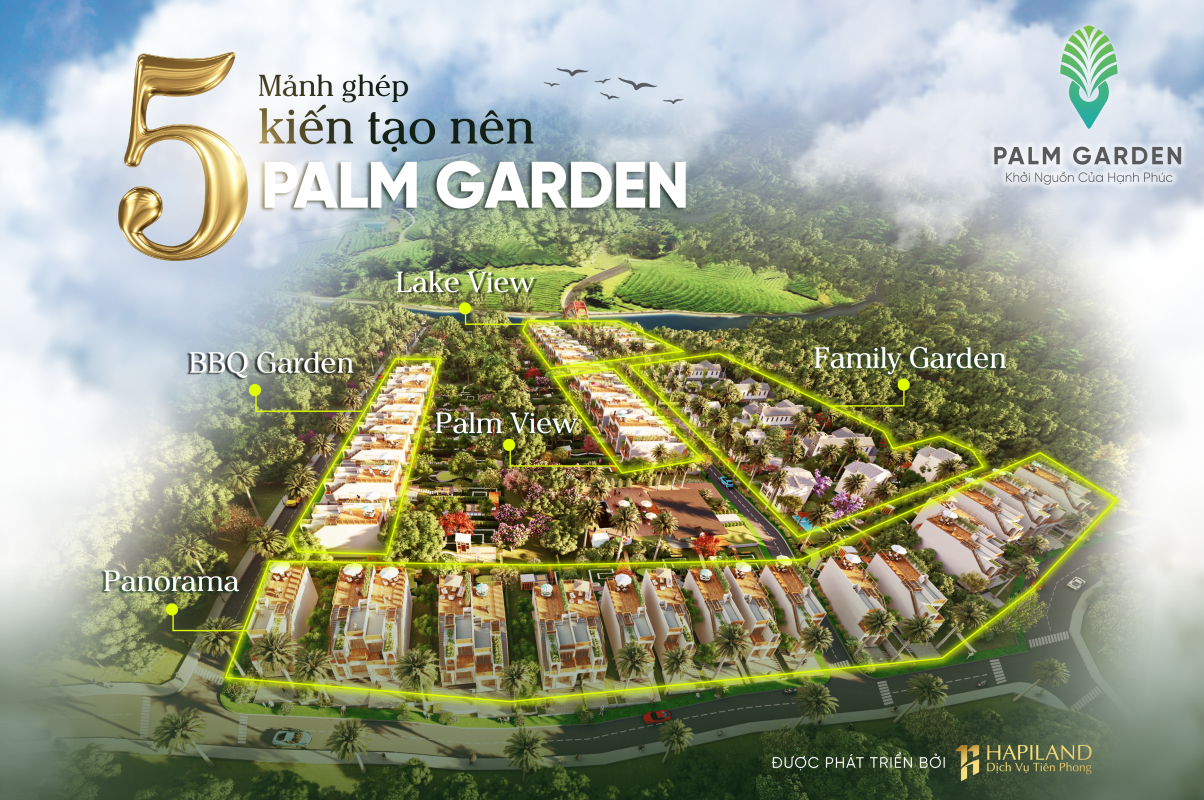 5
Mảnh ghép
kiến tạo nên
PALM GARDEN
PALM GARDEN
Khởi Nguồn Của Hạnh Phúc
Lake View
BBQ Garden
Family Garden
Palm View
Panorama
ĐƯỢC PHÁT TRIỂN BỞI
HAPILAND
Dịch Vụ Tiên Phong